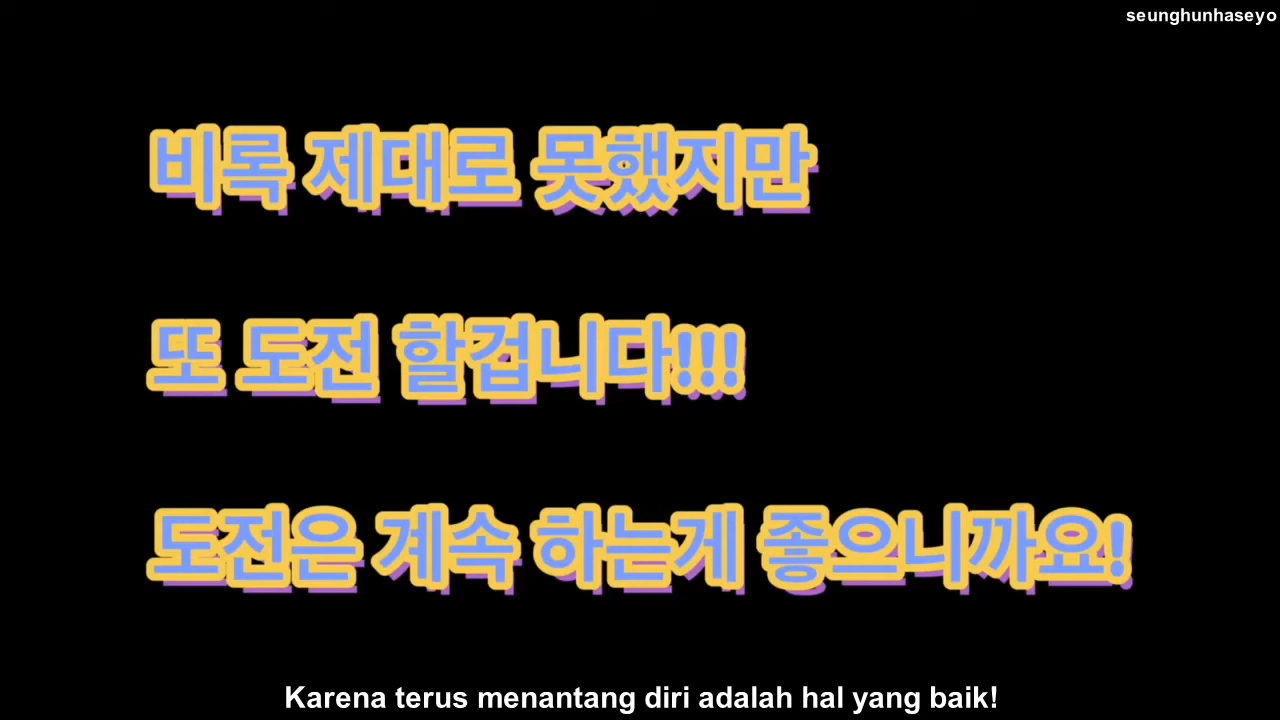 seunghunhaseyo
비록 제대로 못했지만
또 도전 할겁니다!!!
도전은 계속 하는게 좋으니까요!
Karena terus menantang diri adalah hal yang baik!